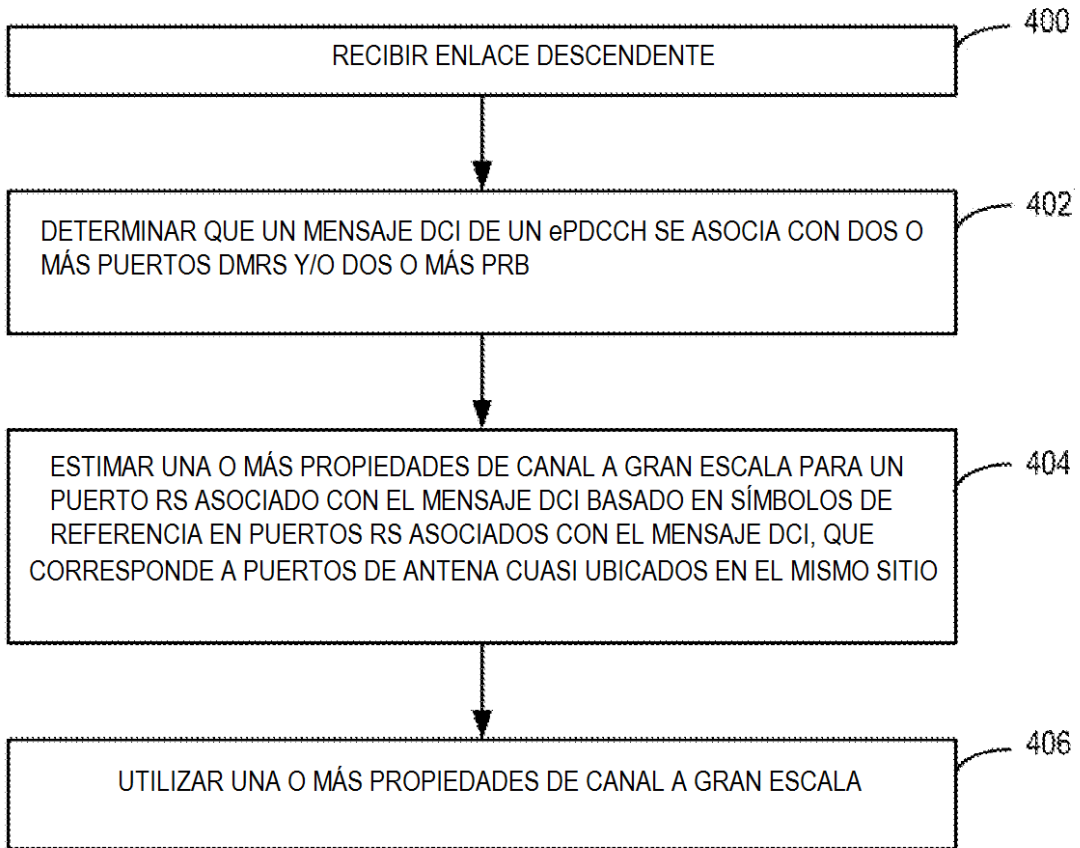 400
RECIBIR ENLACE DESCENDENTE
402
DETERMINAR QUE UN MENSAJE DCI DE UN ePDCCH SE ASOCIA CON DOS O
MÁS PUERTOS DMRS Y/O DOS O MÁS PRB
404
ESTIMAR UNA O MÁS PROPIEDADES DE CANAL A GRAN ESCALA PARA UN
PUERTO RS ASOCIADO CON EL MENSAJE DCI BASADO EN SÍMBOLOS DE
REFERENCIA EN PUERTOS RS ASOCIADOS CON EL MENSAJE DCI, QUE
CORRESPONDE A PUERTOS DE ANTENA CUASI UBICADOS EN EL MISMO SITIO
406
UTILIZAR UNA O MÁS PROPIEDADES DE CANAL A GRAN ESCALA